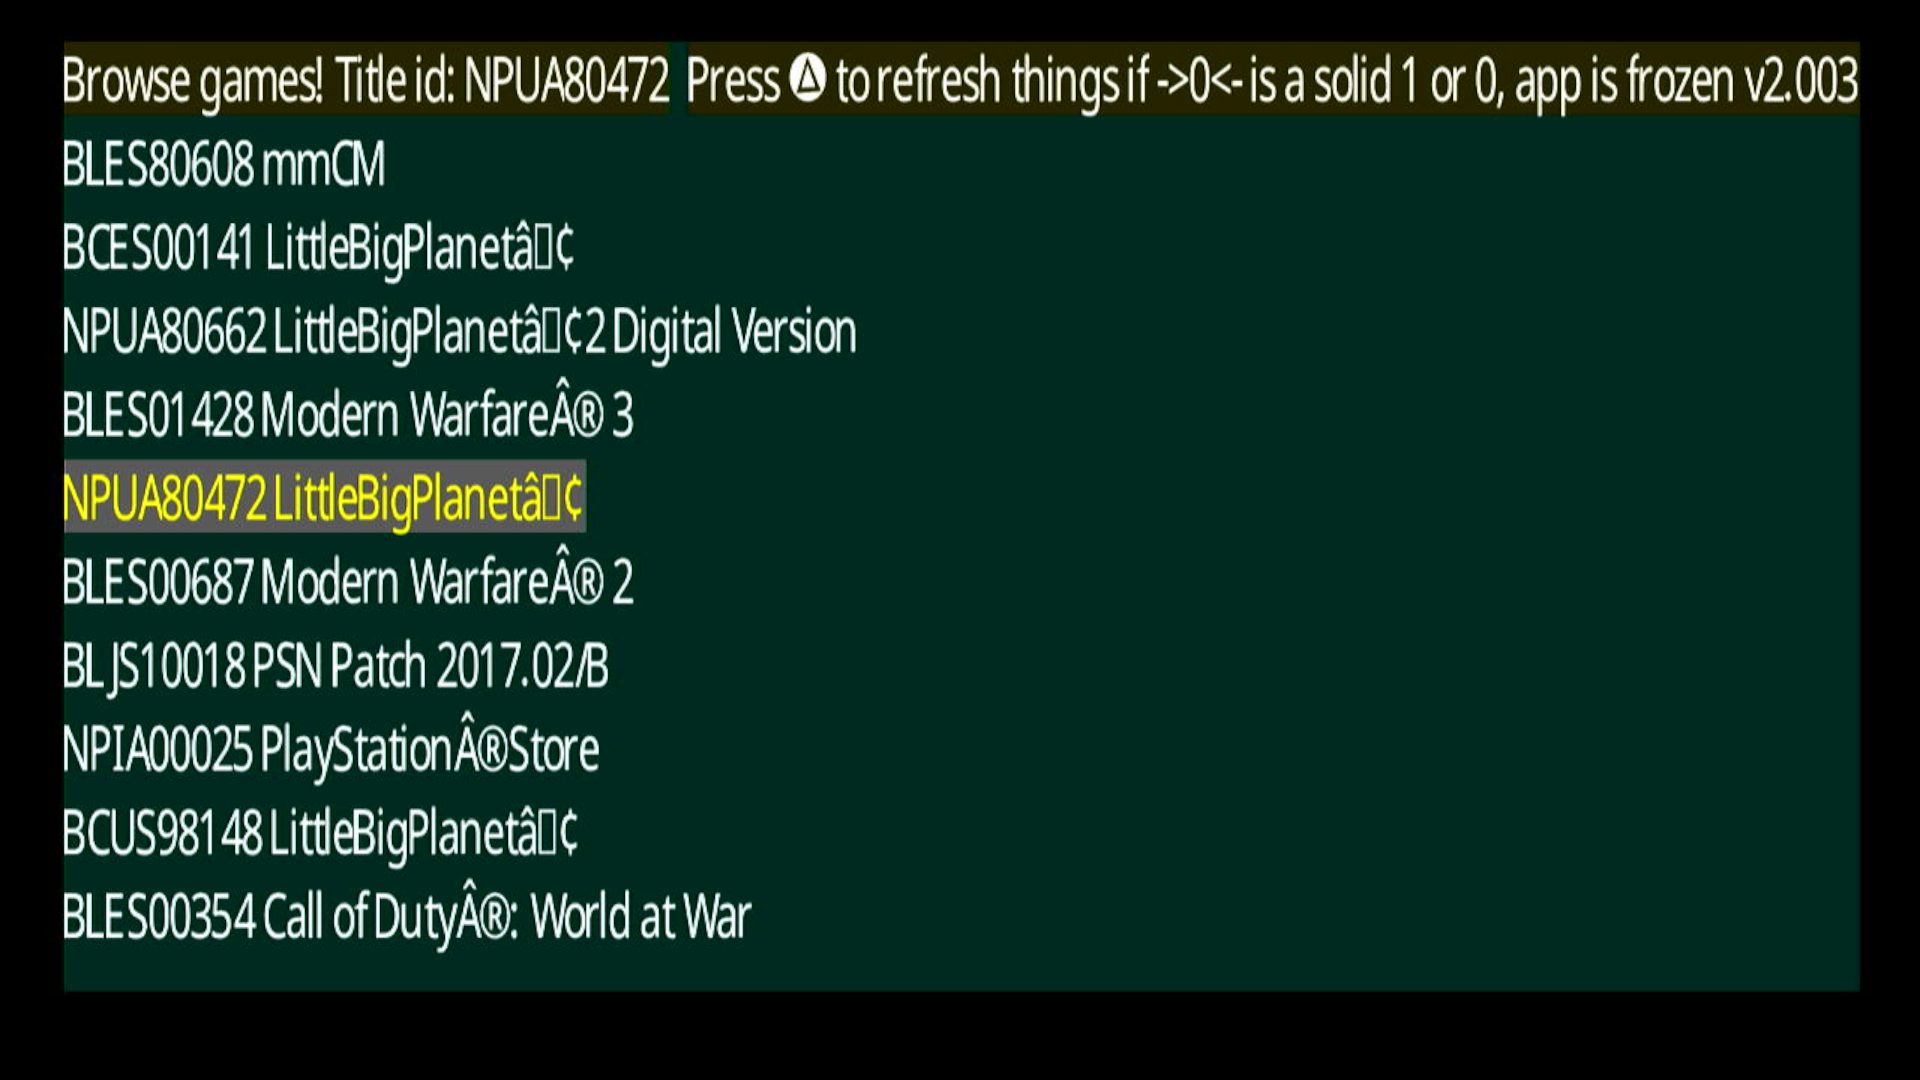 Browse games! Title id: NPUA80472 Press △ to refresh things if ->0<- is a solid 1 or 0, app is frozen v2.003
BLES80608 mmCM
BCES00141 LittleBigPlanetâ▯¢
NPUA80662 LittleBigPlanetâ▯¢2 Digital Version
BLES01428 Modern WarfareÂ® 3
NPUA80472 LittleBigPlanetâ▯¢
BLES00687 Modern WarfareÂ® 2
BLJS10018 PSN Patch 2017.02/B
NPIA00025 PlayStationÂ®Store
BCUS98148 LittleBigPlanetâ▯¢
BLES00354 Call of DutyÂ®: World at War